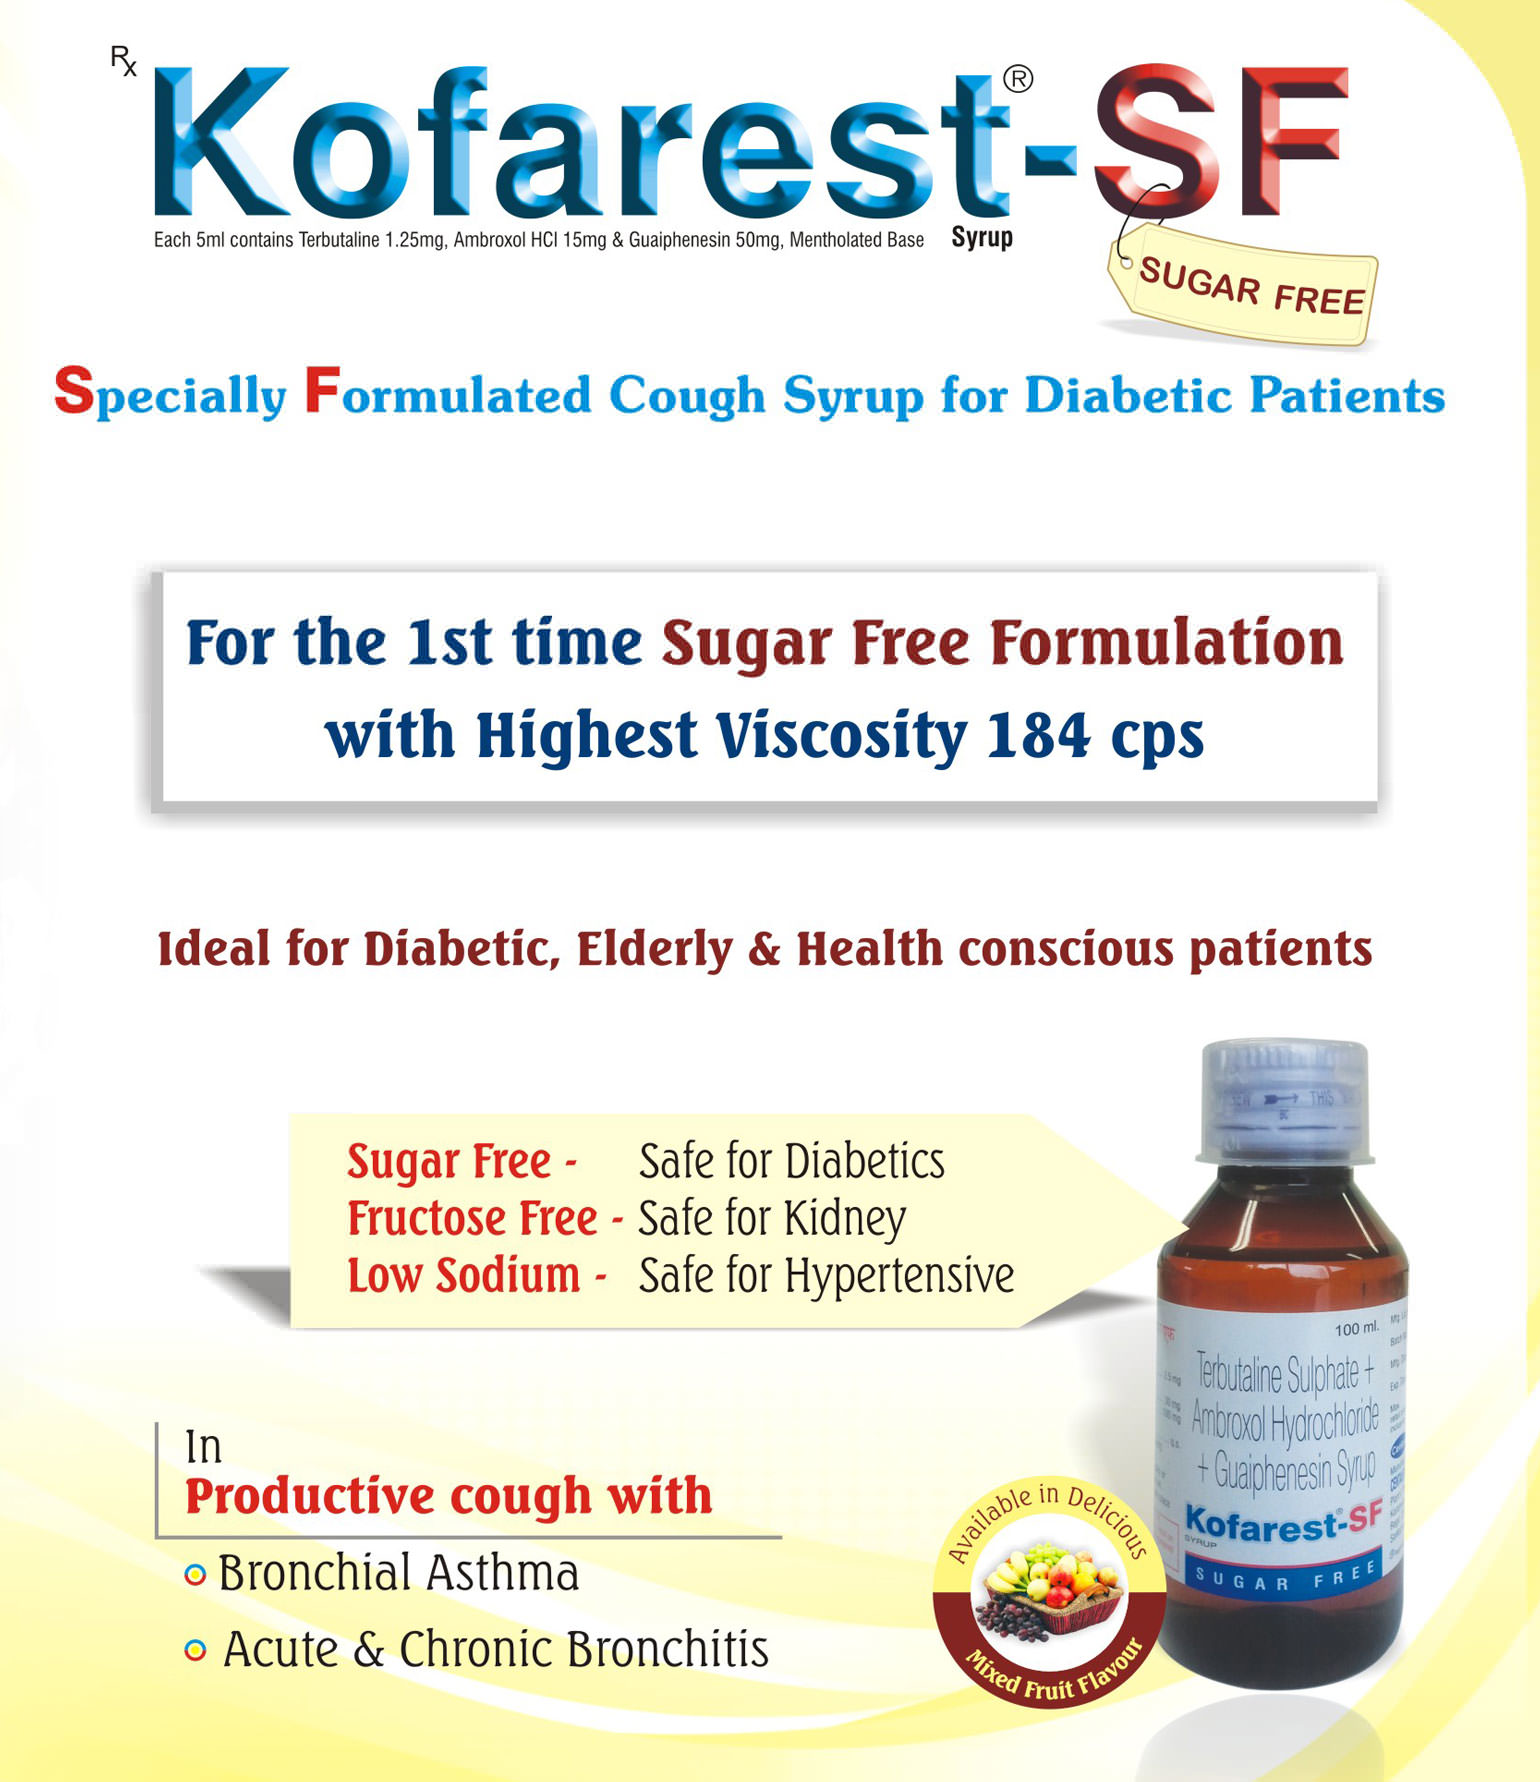 Rx
Kofarest®-SF
Each 5ml contains Terbutaline 1.25mg, Ambroxol HCl 15mg & Guaiphenesin 50mg, Mentholated Base Syrup
SUGAR FREE
Specially Formulated Cough Syrup for Diabetic Patients
For the 1st time Sugar Free Formulation
with Highest Viscosity 184 cps
Ideal for Diabetic, Elderly & Health conscious patients
Sugar Free - Safe for Diabetics
Fructose Free - Safe for Kidney
Low Sodium - Safe for Hypertensive
THIS
100 ml.
Terbutaline Sulphate +
Ambroxol Hydrochloride
+ Guaiphenesin Syrup
Kofarest®-SF
SYRUP
SUGAR FREE
In
Productive cough with
Bronchial Asthma
Acute & Chronic Bronchitis
Available in Delicious
Mixed Fruit Flavour